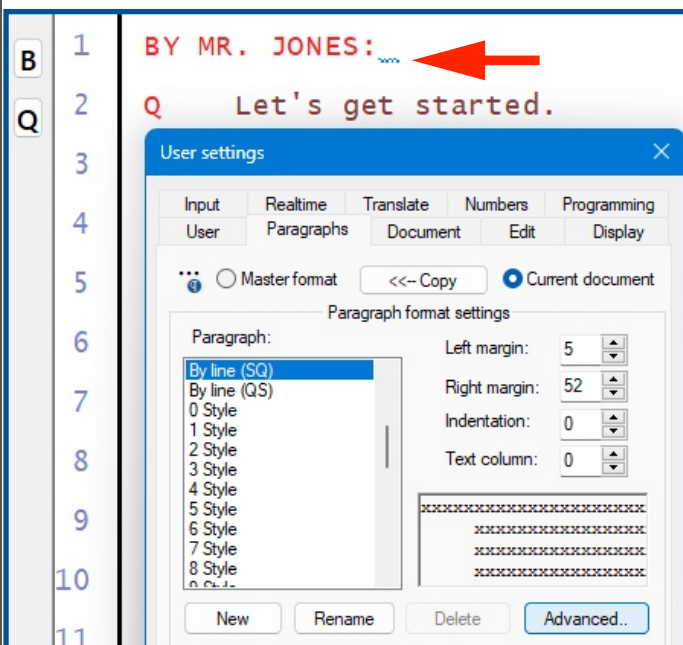 B
Q
1 BY MR. JONES:
2 Q Let's get started.
3
4
5
6
7
8
9
10
11
User settings
Input Realtime Translate Numbers Programming
User Paragraphs Document Edit Display
Master format <<-- Copy Current document
Paragraph format settings
Paragraph:
By line (SQ)
By line (QS)
0 Style
1 Style
2 Style
3 Style
4 Style
5 Style
6 Style
7 Style
8 Style
Left margin: 5
Right margin: 52
Indentation: 0
Text column: 0
xxxxxxxxxxxxxxxxxxxx
xxxxxxxxxxxxxxx
xxxxxxxxxxxxxxx
xxxxxxxxxxxxxxx
New Rename Delete Advanced..